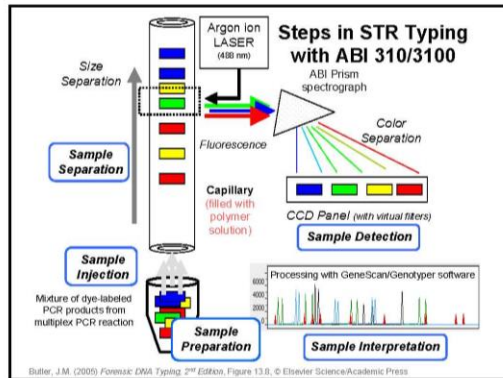 Steps in STR Typing
with ABI 310/3100
Argon ion
LASER
(488 nm)
Size
Separation
ABI Prism
spectrograph
Color
Separation
Fluorescence
Sample
Separation
Capillary
(filled with
polymer
solution)
CCD Panel (with virtual filters)
Sample Detection
Sample
Injection
Mixture of dye-labeled
PCR products from
multiplex PCR reaction
Sample
Preparation
Processing with GeneScan/Genotyper software
Sample Interpretation
Butler, J.M. (2005) Forensic DNA Typing, 2nd Edition, Figure 13.8, © Elsevier Science/Academic Press